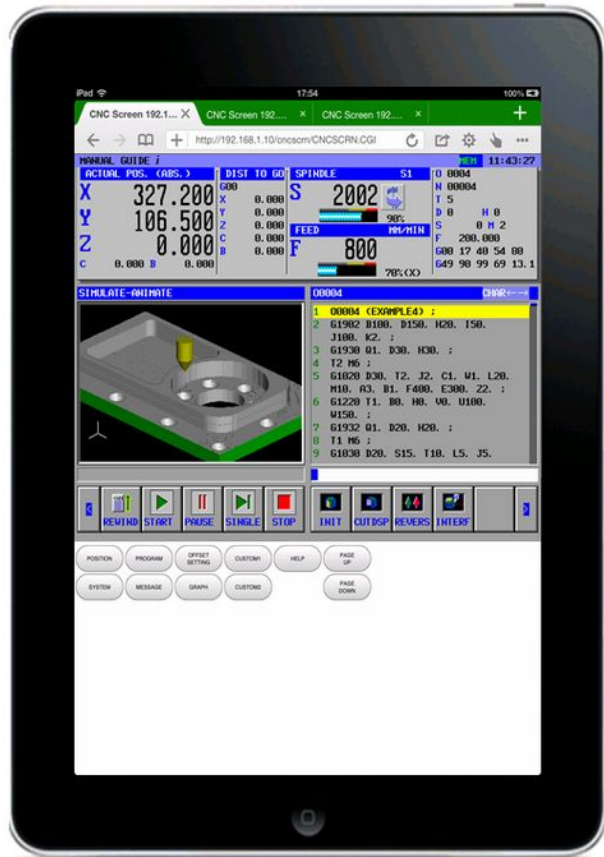 iPad 17:54 100%
CNC Screen 192.1... X CNC Screen 192.... × CNC Screen 192.... × +
http://192.168.1.10/cncscrn/CNCSCRN.CGI
MANUAL GUIDE i MEM 11:43:27
ACTUAL POS. (ABS.) DIST TO GO SPINDLE S1 O 0004
X 327.200 G00 S 2002 N 00004
X 0.000 T 5
Y 106.500 Y 0.000 90% D 0 H 0
Z 0.000 Z 0.000 FEED MM/MIN S 0 M 2
C 0.000 F 800 F 200.000
C 0.000 B 0.000 B 0.000 70%(X) G00 17 40 54 80
G49 90 99 69 13.1
SIMULATE-ANIMATE O0004 CHAR←→
1 O0004 (EXAMPLE4) ;
2 G1902 B100. D150. H20. I50.
J100. K2. ;
3 G1930 Q1. D30. H30. ;
4 T2 M6 ;
5 G1020 D30. T2. J2. C1. W1. L20.
M10. A3. B1. F400. E300. Z2. ;
6 G1220 T1. B0. H0. V0. U100.
W150. ;
7 G1932 Q1. D20. H20. ;
8 T1 M6 ;
9 G1030 D20. S15. T10. L5. J5.
< REWIND START PAUSE SINGLE STOP INIT CUTDSP REVERS INTERF >
POSITION PROGRAM OFFSET SETTING CUSTOM1 HELP PAGE UP
SYSTEM MESSAGE GRAPH CUSTOM2 PAGE DOWN